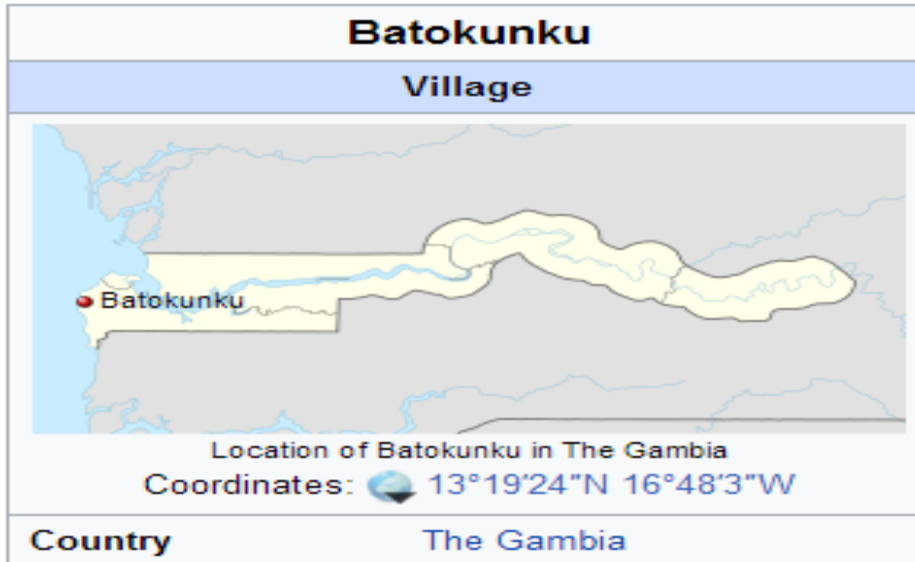 Batokunku
Village
Batokunku
Location of Batokunku in The Gambia
Coordinates: 13°19′24″N 16°48′3″W
Country The Gambia